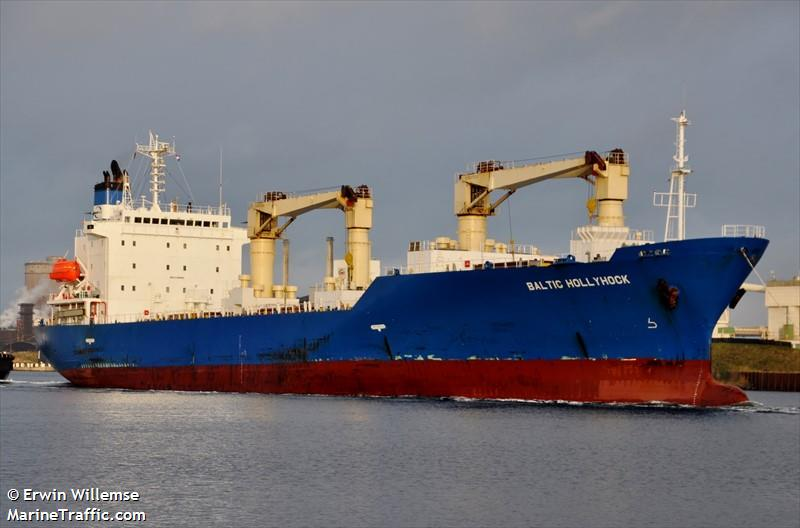 BALTIC HOLLYHOCK
© Erwin Willemse
MarineTraffic.com